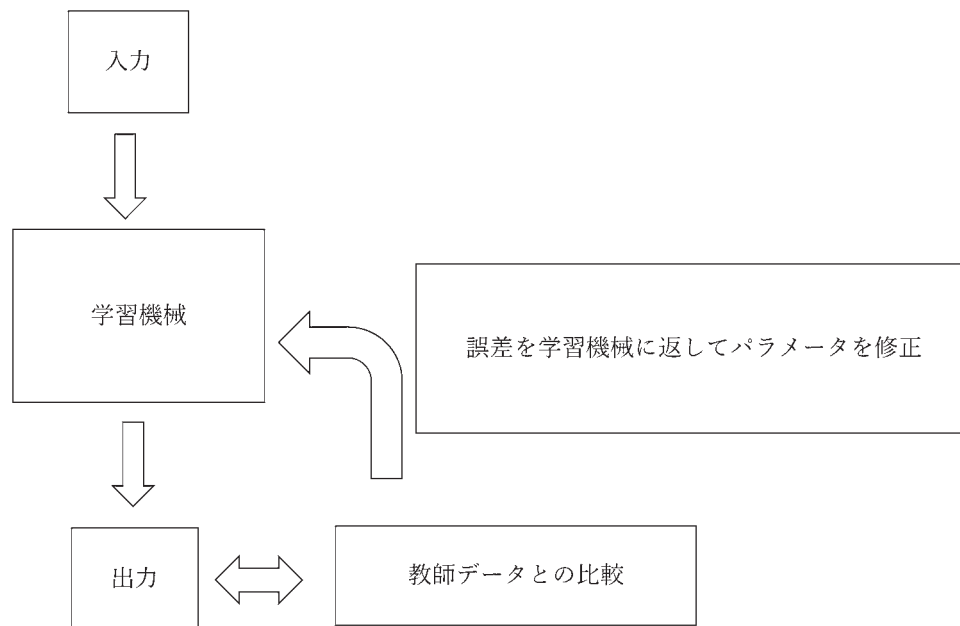 入力
学習機械
誤差を学習機械に返してパラメータを修正
出力
教師データとの比較